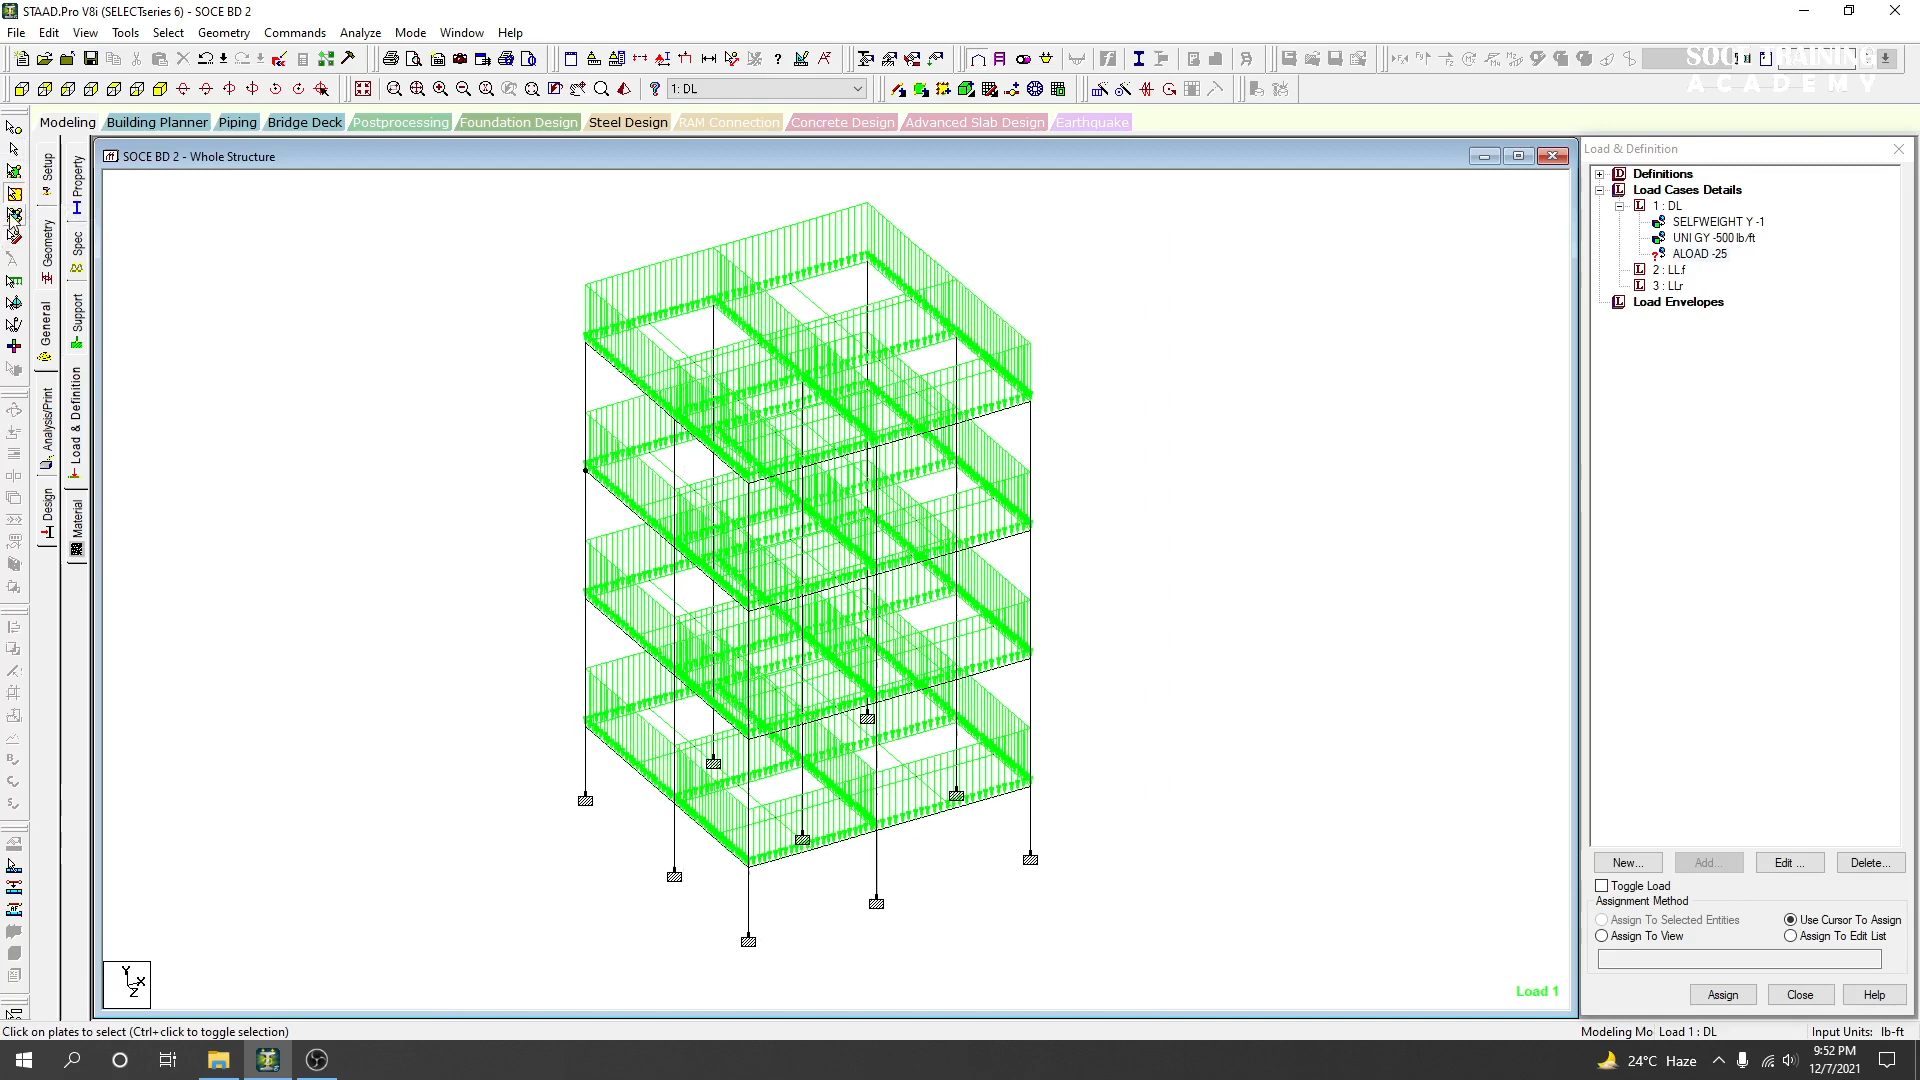 STAAD.Pro V8i (SELECTseries 6) - SOCE BD 2
File Edit View Tools Select Geometry Commands Analyze Mode Window Help
SOCE TRAINING
ACADEMY
1: DL
Modeling Building Planner Piping Bridge Deck Postprocessing Foundation Design Steel Design RAM Connection Concrete Design Advanced Slab Design Earthquake
Setup
Geometry
General
Analysis/Print
Design
Property
Spec
Support
Load & Definition
Material
SOCE BD 2 - Whole Structure
Load 1
Y
X
Z
Load & Definition
Definitions
Load Cases Details
1 : DL
SELFWEIGHT Y -1
UNI GY -500 lb/ft
ALOAD -25
2 : LLf
3 : LLr
Load Envelopes
New... Add... Edit ... Delete...
Toggle Load
Assignment Method
Assign To Selected Entities Use Cursor To Assign
Assign To View Assign To Edit List
Assign Close Help
Click on plates to select (Ctrl+click to toggle selection)
Modeling Mo Load 1 : DL Input Units: lb-ft
24°C Haze
9:52 PM
12/7/2021